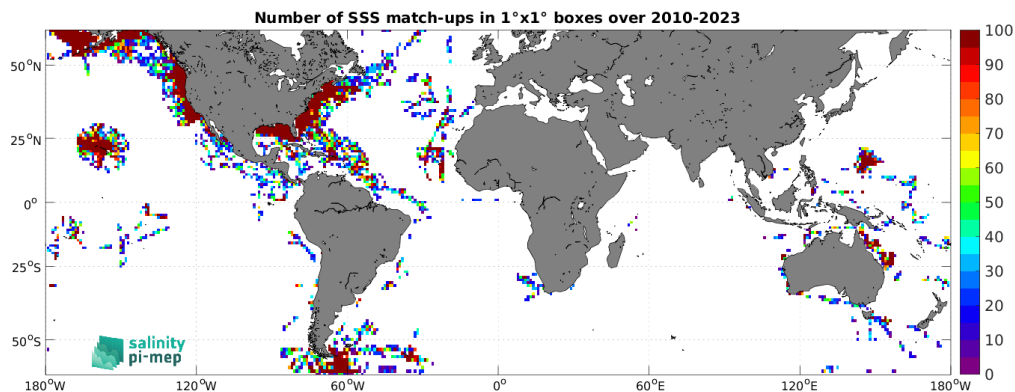 Number of SSS match-ups in 1°x1° boxes over 2010-2023
50°N
25°N
0°
25°S
50°S
180°W
120°W
60°W
0°
60°E
120°E
180°W
100
90
80
70
60
50
40
30
20
10
0
salinity
pi-mep